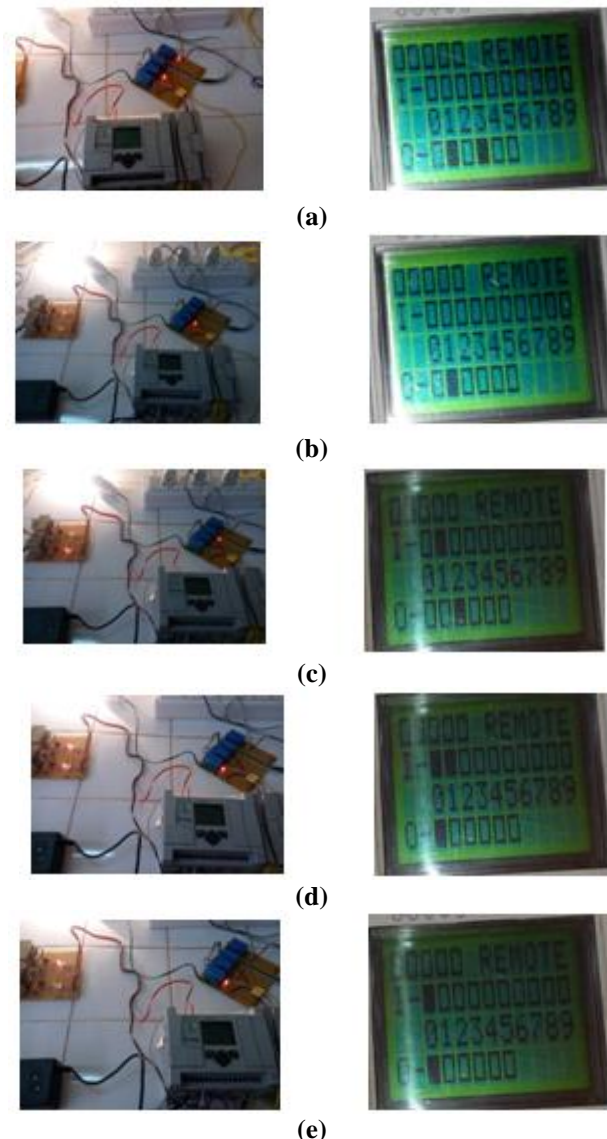 REMOTE
I-
0123456789
O-
(a)
REMOTE
I-
0123456789
O-
(b)
REMOTE
I-
0123456789
O-
(c)
REMOTE
I-
0123456789
O-
(d)
REMOTE
I-
0123456789
O-
(e)